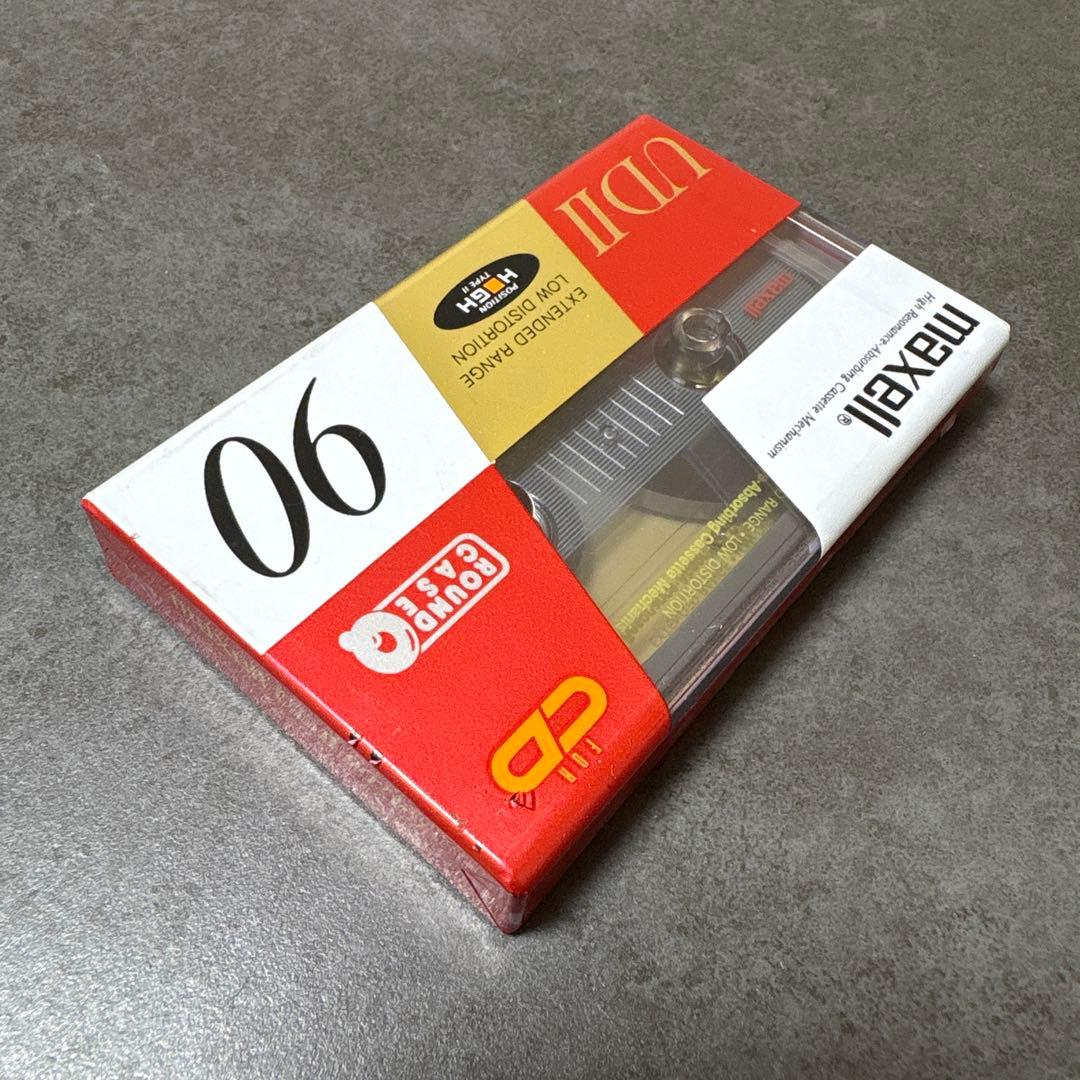 maxell®
High Resonance-Absorbing Cassette Mechanism
UDII
EXTENDED RANGE
LOW DISTORTION
POSITION
HIGH
TYPE II
90
ROUND
CASE
FOR
CD
maxell
RANGE • LOW DISTORTION
-Absorbing Cassette Mechanis